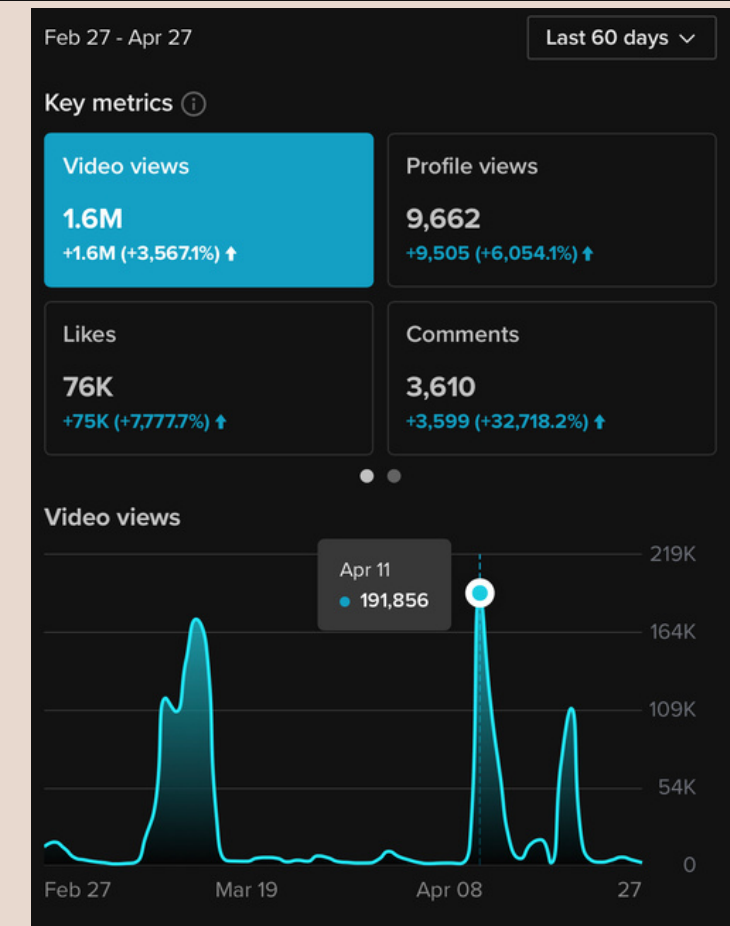 Feb 27 - Apr 27
Last 60 days
Key metrics
Video views
1.6M
+1.6M (+3,567.1%)
Profile views
9,662
+9,505 (+6,054.1%)
Likes
76K
+75K (+7,777.7%)
Comments
3,610
+3,599 (+32,718.2%)
Video views
219K
Apr 11
191,856
164K
109K
54K
0
Feb 27 Mar 19 Apr 08 27